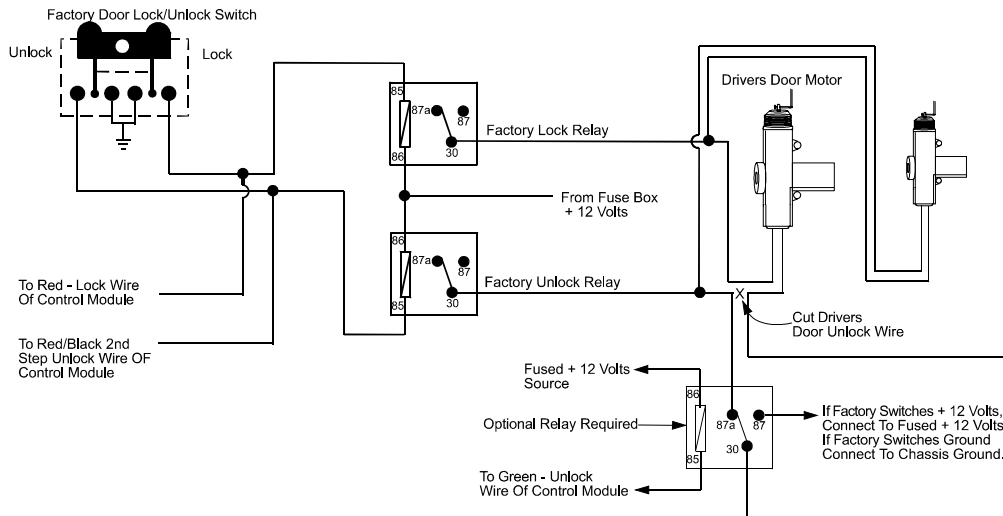 Factory Door Lock/Unlock Switch
Unlock
Lock
85
87a
87
86
30
Factory Lock Relay
Drivers Door Motor
From Fuse Box
+ 12 Volts
86
87a
87
85
30
Factory Unlock Relay
To Red - Lock Wire
Of Control Module
To Red/Black 2nd
Step Unlock Wire OF
Control Module
X
Cut Drivers
Door Unlock Wire
Fused + 12 Volts
Source
Optional Relay Required
86
87a
87
30
85
If Factory Switches + 12 Volts,
Connect To Fused + 12 Volts
If Factory Switches Ground
Connect To Chassis Ground.
To Green - Unlock
Wire Of Control Module